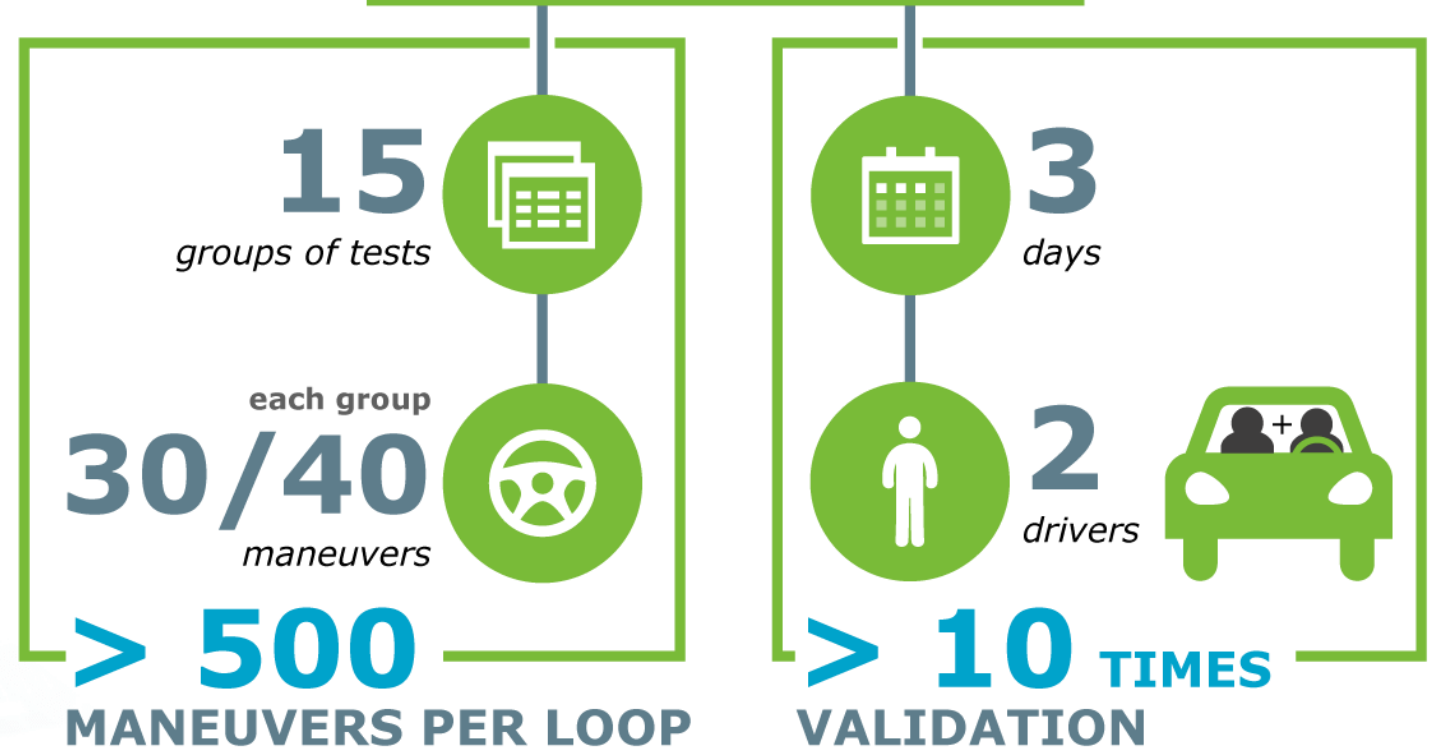 15
groups of tests
each group
30/40
maneuvers
> 500
MANEUVERS PER LOOP
3
days
2
drivers
+
> 10 TIMES
VALIDATION